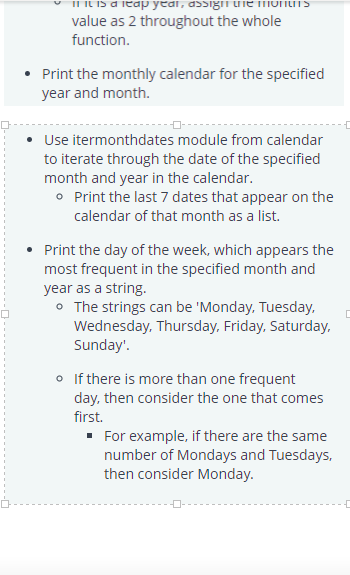 if it is a leap year, assign the month's
value as 2 throughout the whole
function.
Print the monthly calendar for the specified
year and month.
Use itermonthdates module from calendar
to iterate through the date of the specified
month and year in the calendar.
Print the last 7 dates that appear on the
calendar of that month as a list.
Print the day of the week, which appears the
most frequent in the specified month and
year as a string.
The strings can be 'Monday, Tuesday,
Wednesday, Thursday, Friday, Saturday,
Sunday'.
If there is more than one frequent
day, then consider the one that comes
first.
For example, if there are the same
number of Mondays and Tuesdays,
then consider Monday.